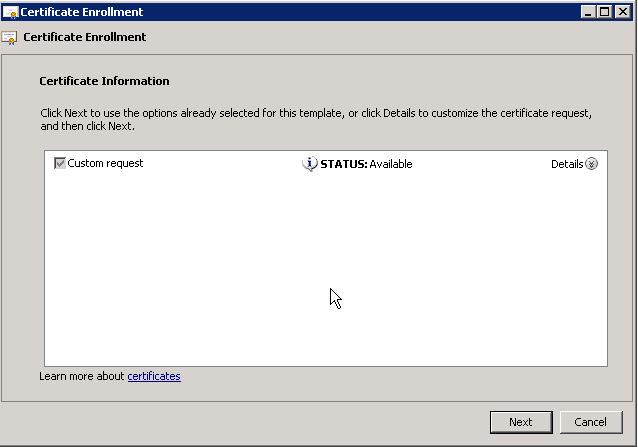 Certificate Enrollment
Certificate Enrollment
Certificate Information
Click Next to use the options already selected for this template, or click Details to customize the certificate request,
and then click Next.
Custom request STATUS: Available Details
Learn more about certificates
Next Cancel